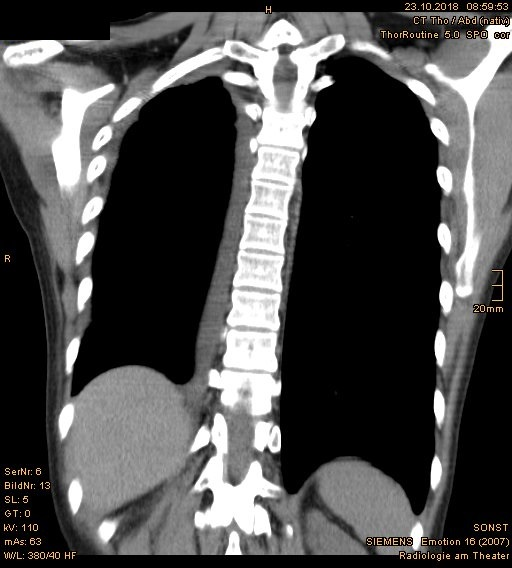 H
23.10.2018 08:59:53
CT Tho / Abd (nativ)
ThorRoutine 5.0 SPO cor
R
20mm
SerNr: 6
BildNr: 13
SL: 5
GT: 0
kV: 110
mAs: 63
W/L: 380/40 HF
SONST
SIEMENS Emotion 16 (2007)
Radiologie am Theater